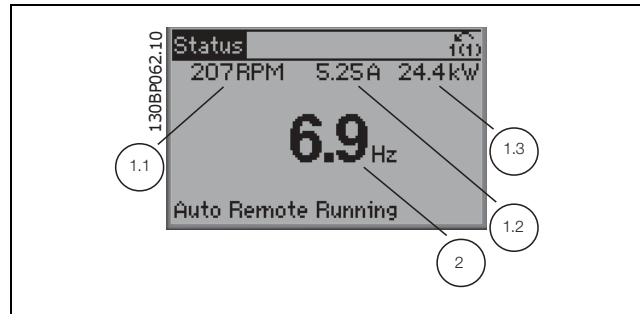 130BP062.10
Status 1(1)
207RPM 5.25A 24.4kW
6.9Hz
Auto Remote Running
1.1
1.3
1.2
2